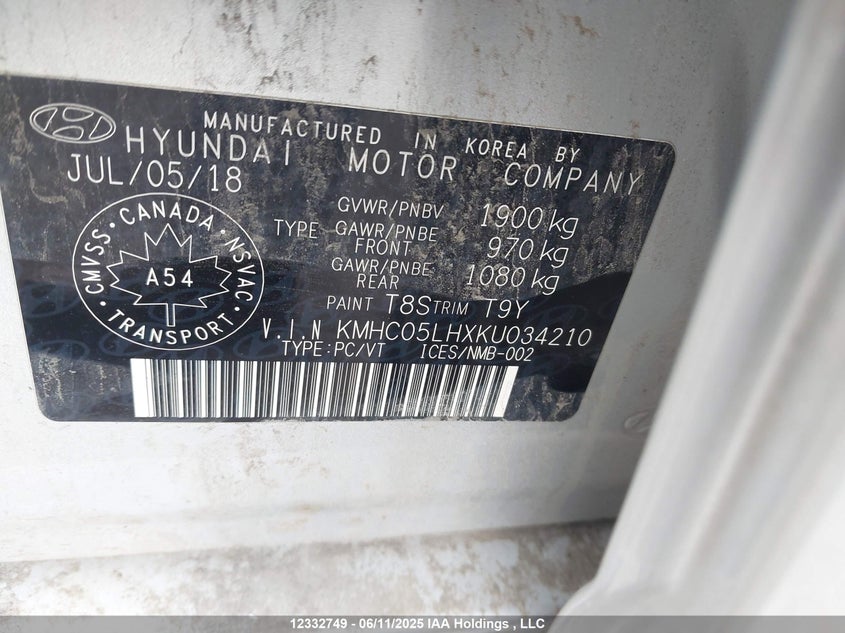 MANUFACTURED IN KOREA BY
HYUNDAI MOTOR COMPANY
JUL/05/18
GVWR/PNBV 1900 kg
TYPE GAWR/PNBE FRONT 970 kg
GAWR/PNBE REAR 1080 kg
PAINT T8S TRIM T9Y
V.I.N KMHC05LHXKU034210
TYPE:PC/VT ICES/NMB-002
CMVSS · CANADA · NSVAC
A54
TRANSPORT
12332749 - 06/11/2025 IAA Holdings , LLC